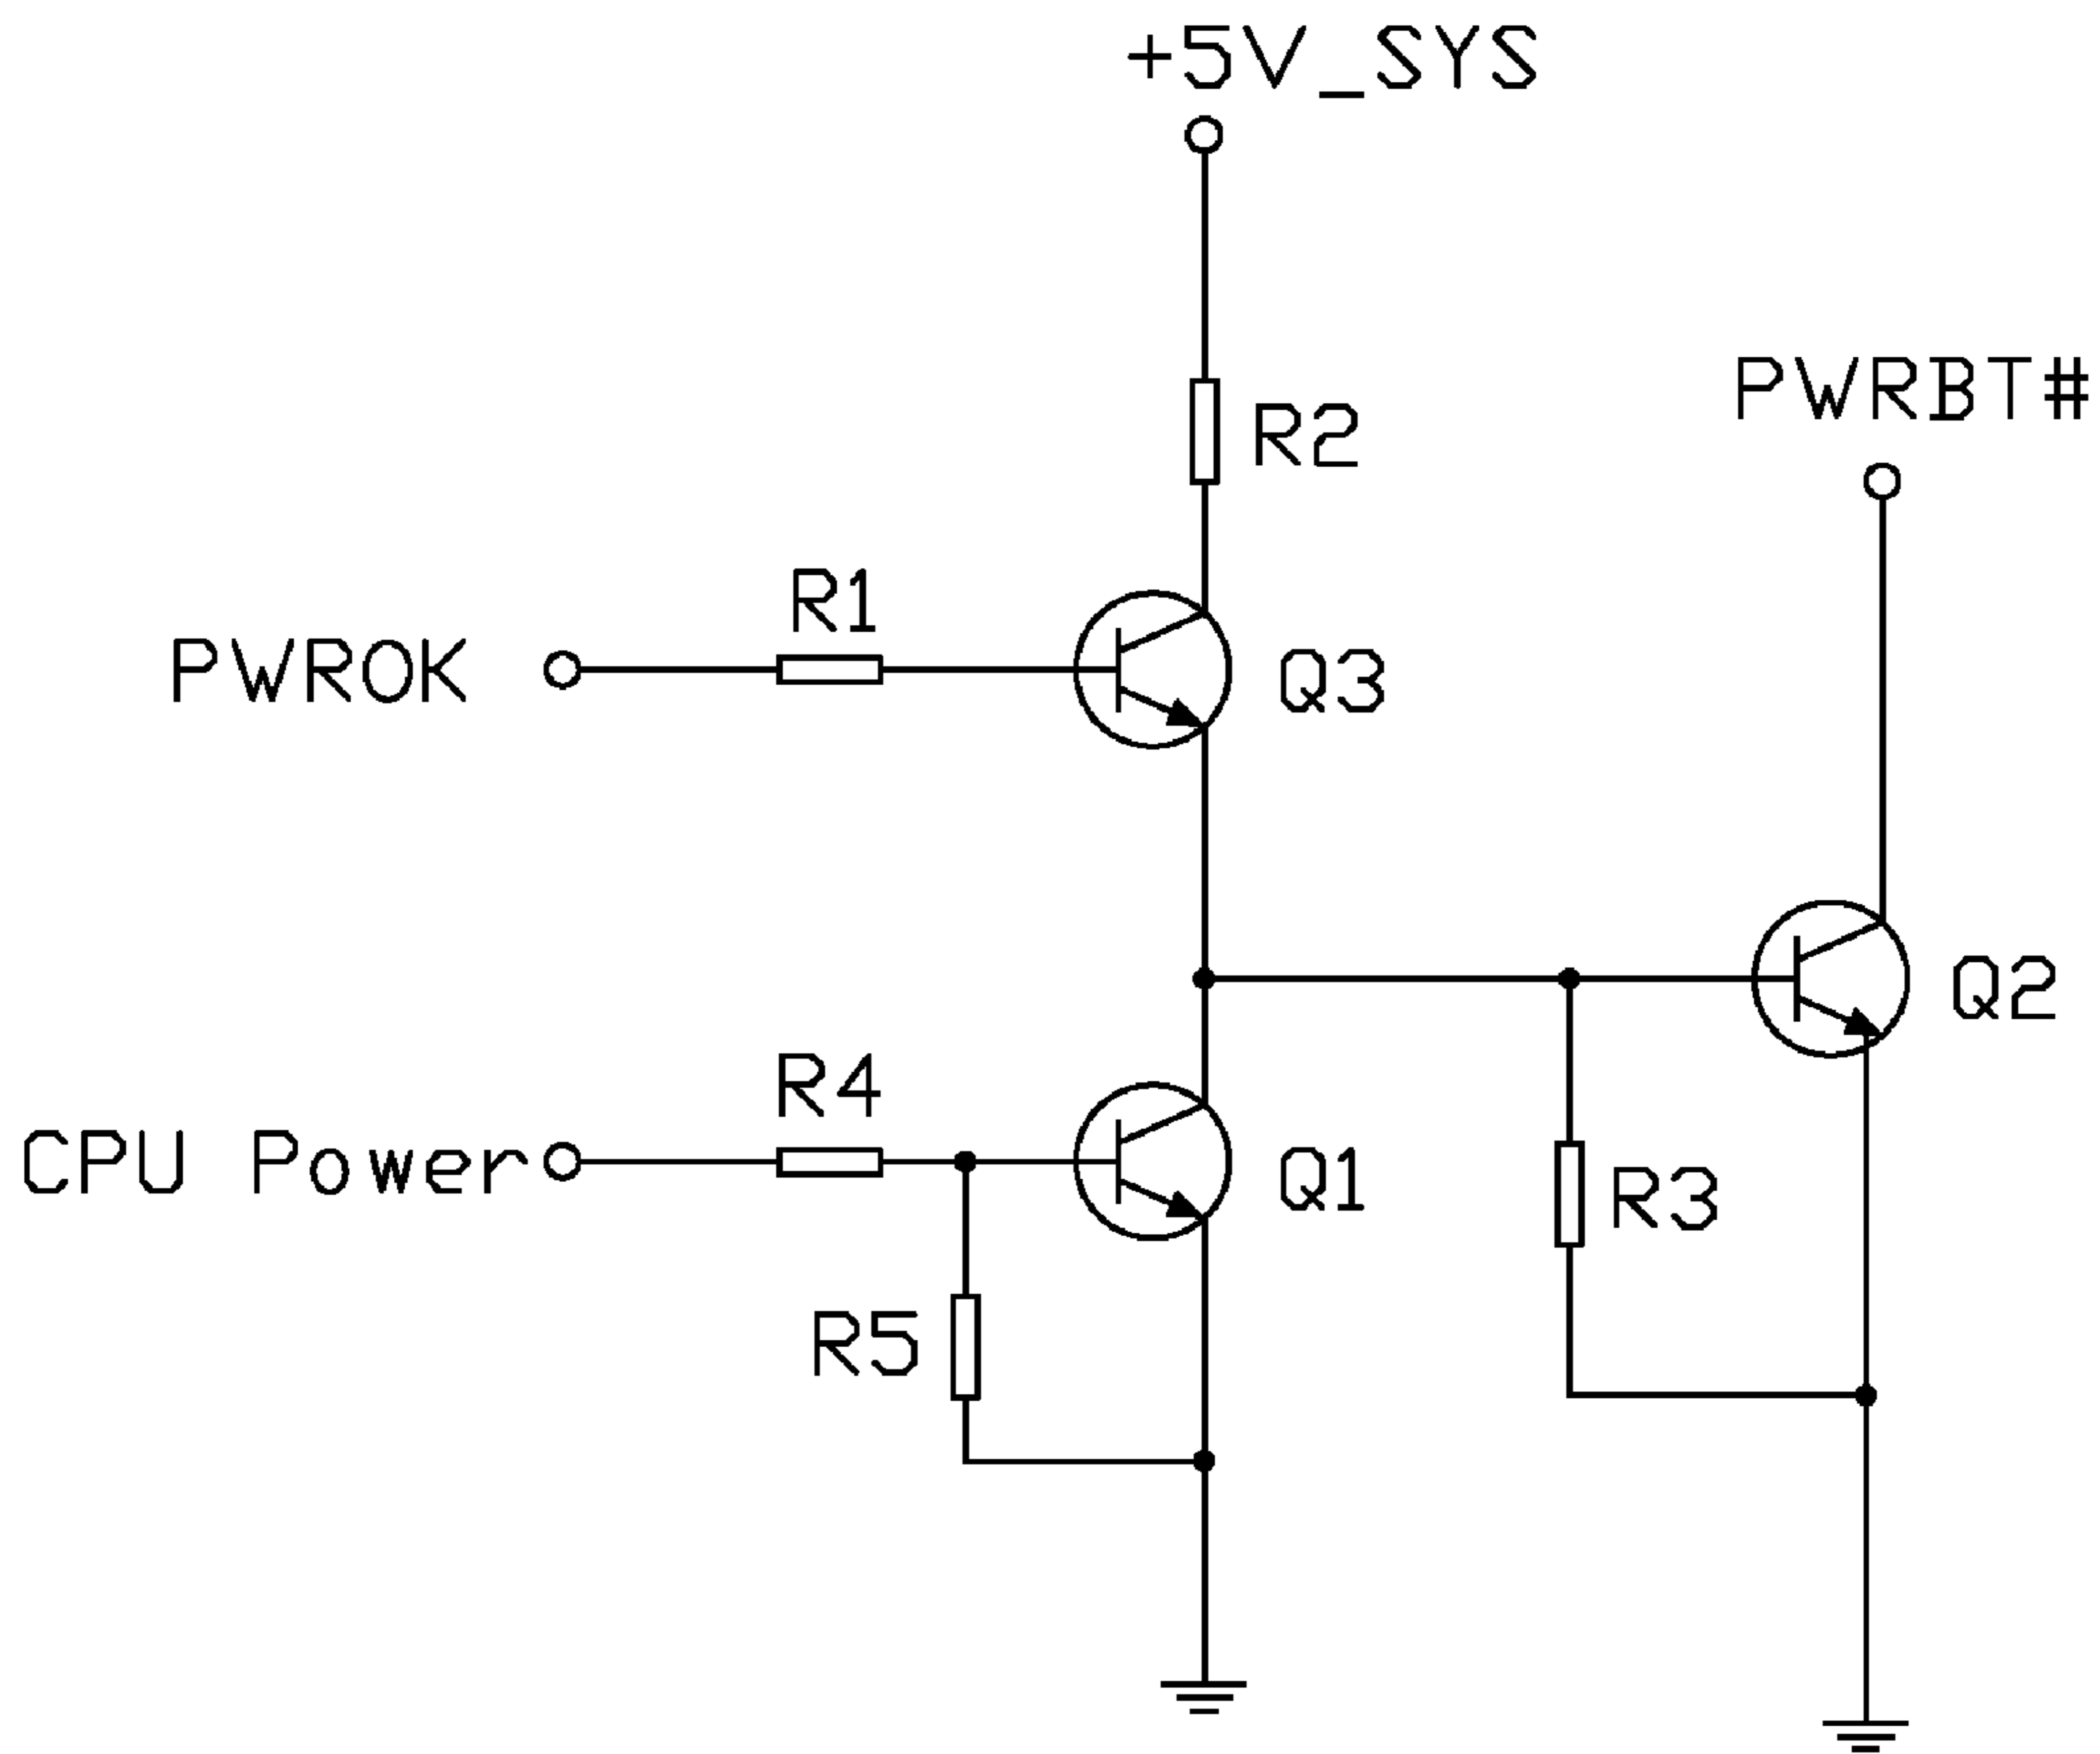 +5V_SYS
PWRBT#
R2
R1
PWROK
Q3
Q2
R4
CPU Power
Q1
R3
R5